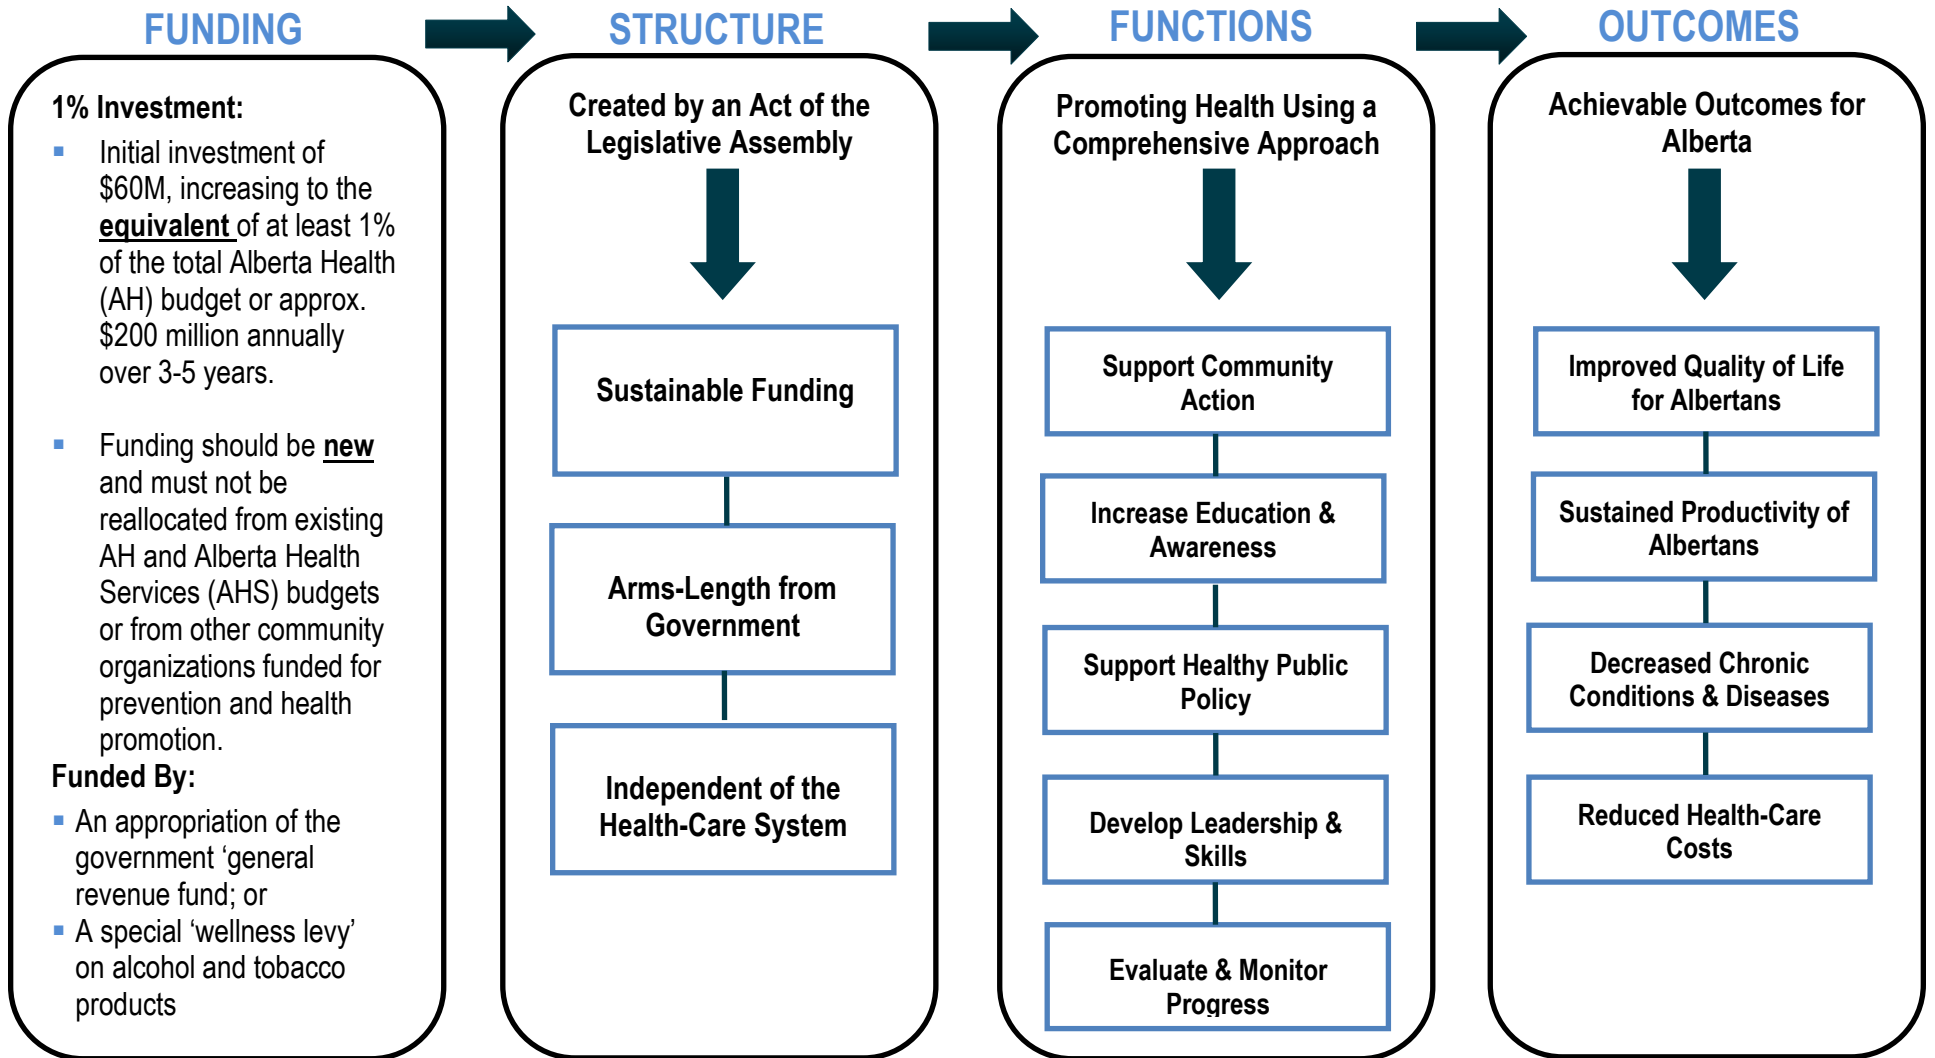 FUNDING
STRUCTURE
FUNCTIONS
OUTCOMES
1% Investment:
▪ Initial investment of
$60M, increasing to the
equivalent of at least 1%
of the total Alberta Health
(AH) budget or approx.
$200 million annually
over 3-5 years.
▪ Funding should be new
and must not be
reallocated from existing
AH and Alberta Health
Services (AHS) budgets
or from other community
organizations funded for
prevention and health
promotion.
Funded By:
▪ An appropriation of the
government ‘general
revenue fund; or
▪ A special ‘wellness levy’
on alcohol and tobacco
products
Created by an Act of the
Legislative Assembly
Sustainable Funding
Arms-Length from
Government
Independent of the
Health-Care System
Promoting Health Using a
Comprehensive Approach
Support Community
Action
Increase Education &
Awareness
Support Healthy Public
Policy
Develop Leadership &
Skills
Evaluate & Monitor
Progress
Achievable Outcomes for
Alberta
Improved Quality of Life
for Albertans
Sustained Productivity of
Albertans
Decreased Chronic
Conditions & Diseases
Reduced Health-Care
Costs